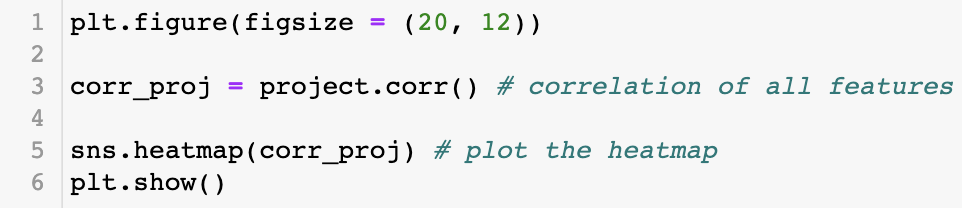 1 plt.figure(figsize = (20, 12))
2
3 corr_proj = project.corr() # correlation of all features
4
5 sns.heatmap(corr_proj) # plot the heatmap
6 plt.show()